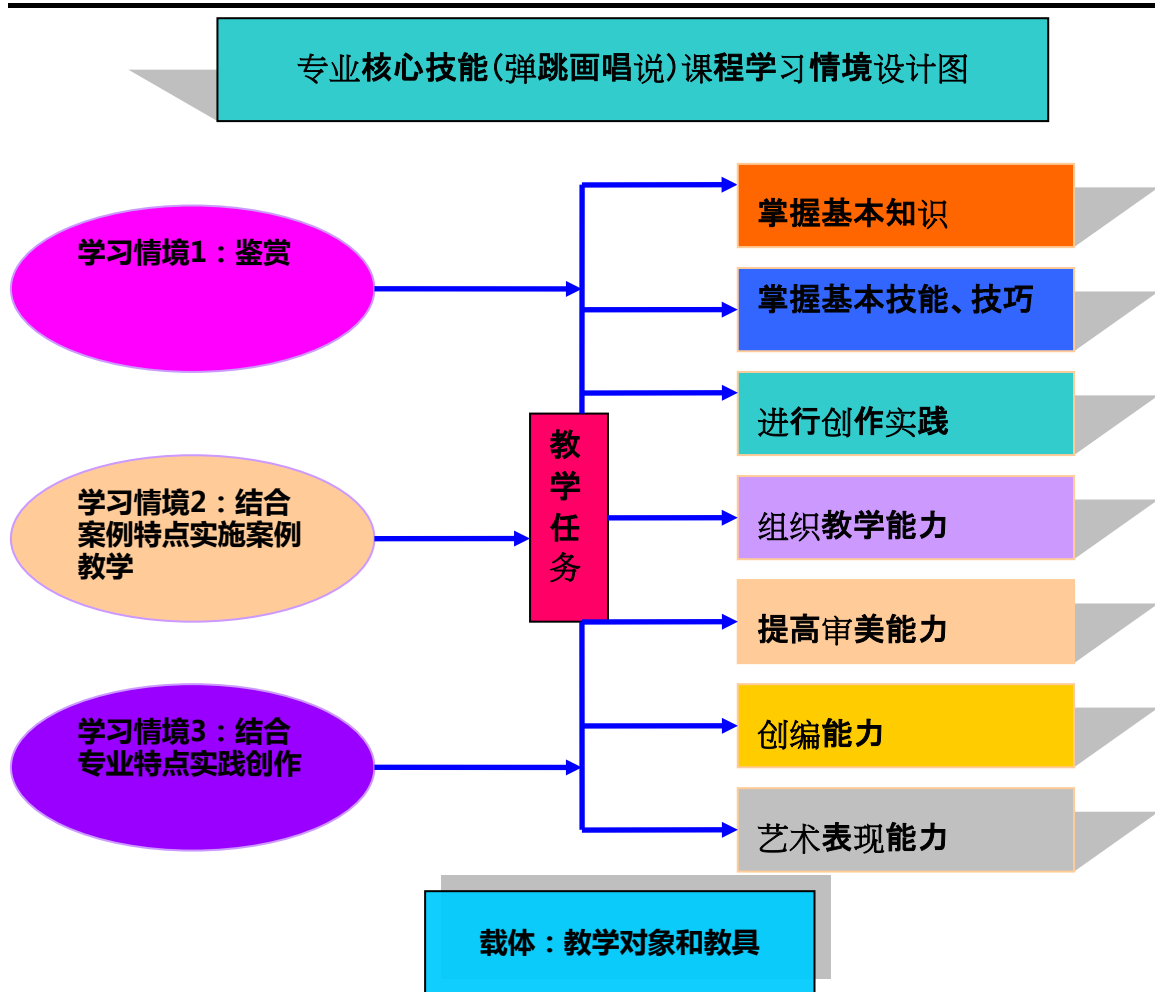 专业核心技能(弹跳画唱说)课程学习情境设计图
学习情境1：鉴赏
学习情境2：结合
案例特点实施案例
教学
学习情境3：结合
专业特点实践创作
教
学
任
务
掌握基本知识
掌握基本技能、技巧
进行创作实践
组织教学能力
提高审美能力
创编能力
艺术表现能力
载体：教学对象和教具